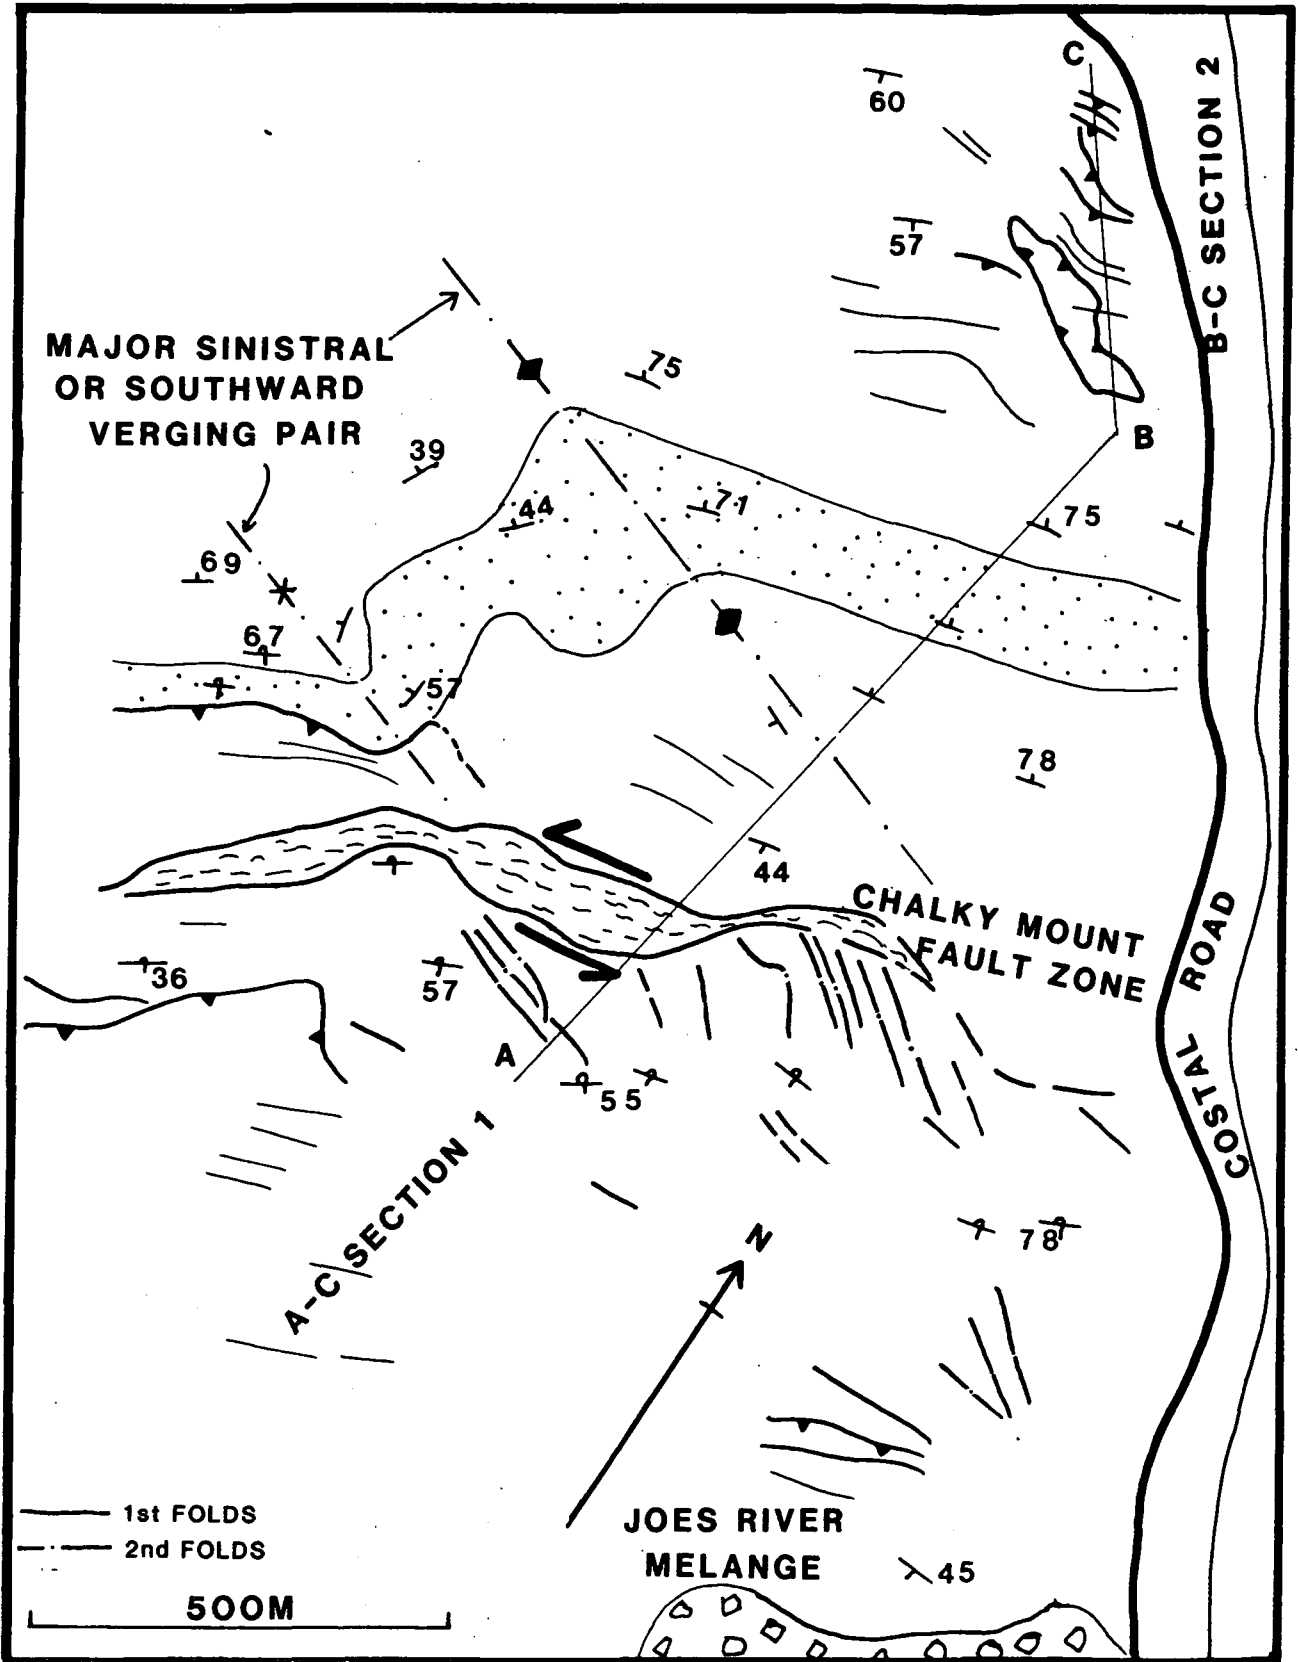 C
B-C SECTION 2
60
57
MAJOR SINISTRAL
OR SOUTHWARD
VERGING PAIR
75
39
B
44
71
75
69
67
57
78
44
CHALKY MOUNT
FAULT ZONE
COSTAL ROAD
36
57
A
55
A-C SECTION 1
78
N
1st FOLDS
2nd FOLDS
500M
JOES RIVER
MELANGE
45